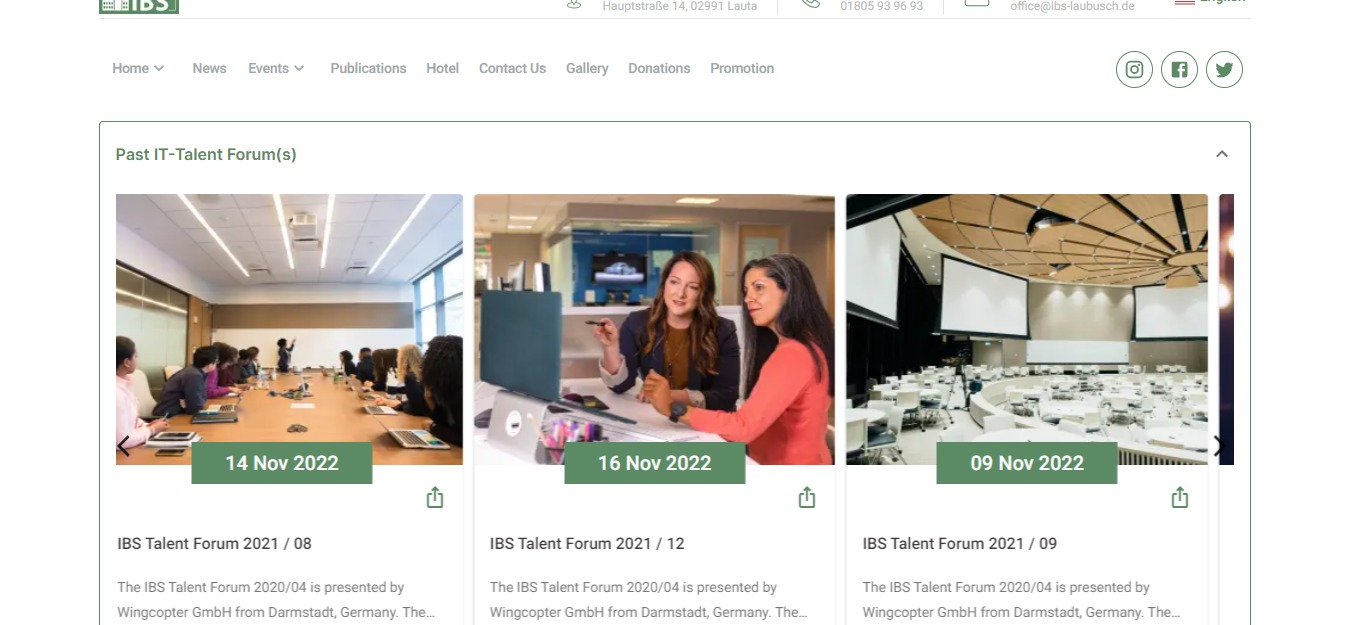 IBS
Hauptstraße 14, 02991 Lauta
01805 93 96 93
office@ibs-laubusch.de
English
Home
News
Events
Publications
Hotel
Contact Us
Gallery
Donations
Promotion
Past IT-Talent Forum(s)
14 Nov 2022
16 Nov 2022
09 Nov 2022
IBS Talent Forum 2021 / 08
The IBS Talent Forum 2020/04 is presented by
Wingcopter GmbH from Darmstadt, Germany. The...
IBS Talent Forum 2021 / 12
The IBS Talent Forum 2020/04 is presented by
Wingcopter GmbH from Darmstadt, Germany. The...
IBS Talent Forum 2021 / 09
The IBS Talent Forum 2020/04 is presented by
Wingcopter GmbH from Darmstadt, Germany. The...